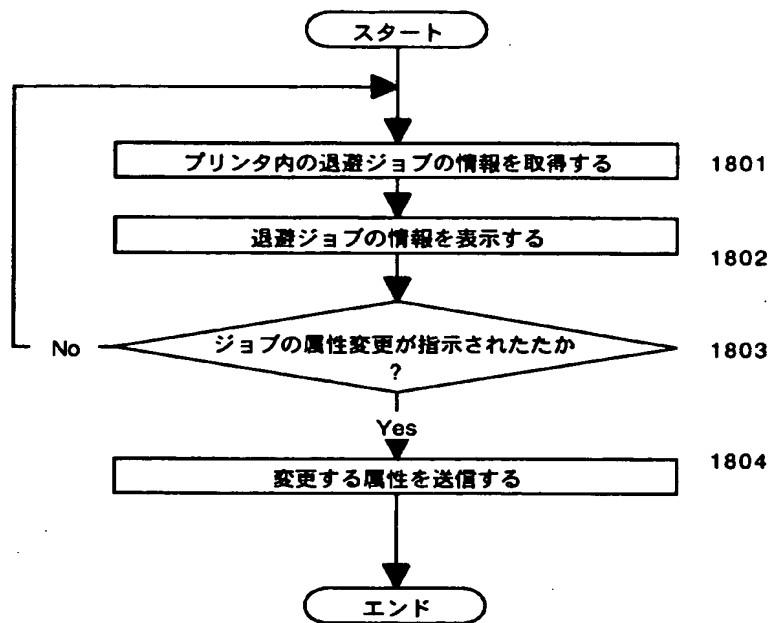 スタート
プリンタ内の退避ジョブの情報を取得する
1801
退避ジョブの情報を表示する
1802
ジョブの属性変更が指示されたたか
?
1803
No
Yes
変更する属性を送信する
1804
エンド